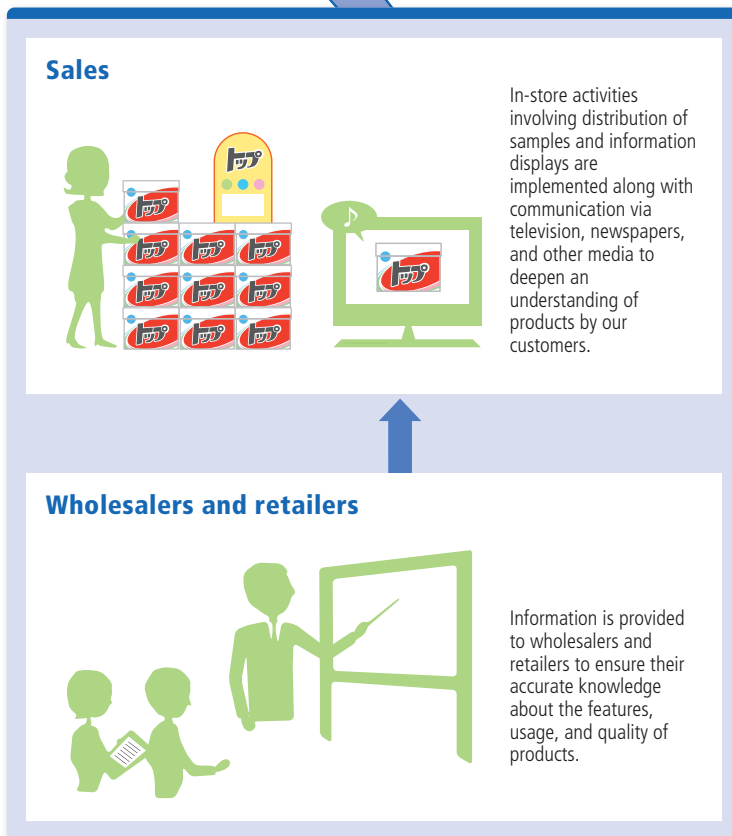 Sales
トップ
トップ
トップ トップ トップ
トップ トップ トップ
トップ トップ トップ
♪
トップ
In-store activities
involving distribution of
samples and information
displays are
implemented along with
communication via
television, newspapers,
and other media to
deepen an
understanding of
products by our
customers.
Wholesalers and retailers
Information is provided
to wholesalers and
retailers to ensure their
accurate knowledge
about the features,
usage, and quality of
products.